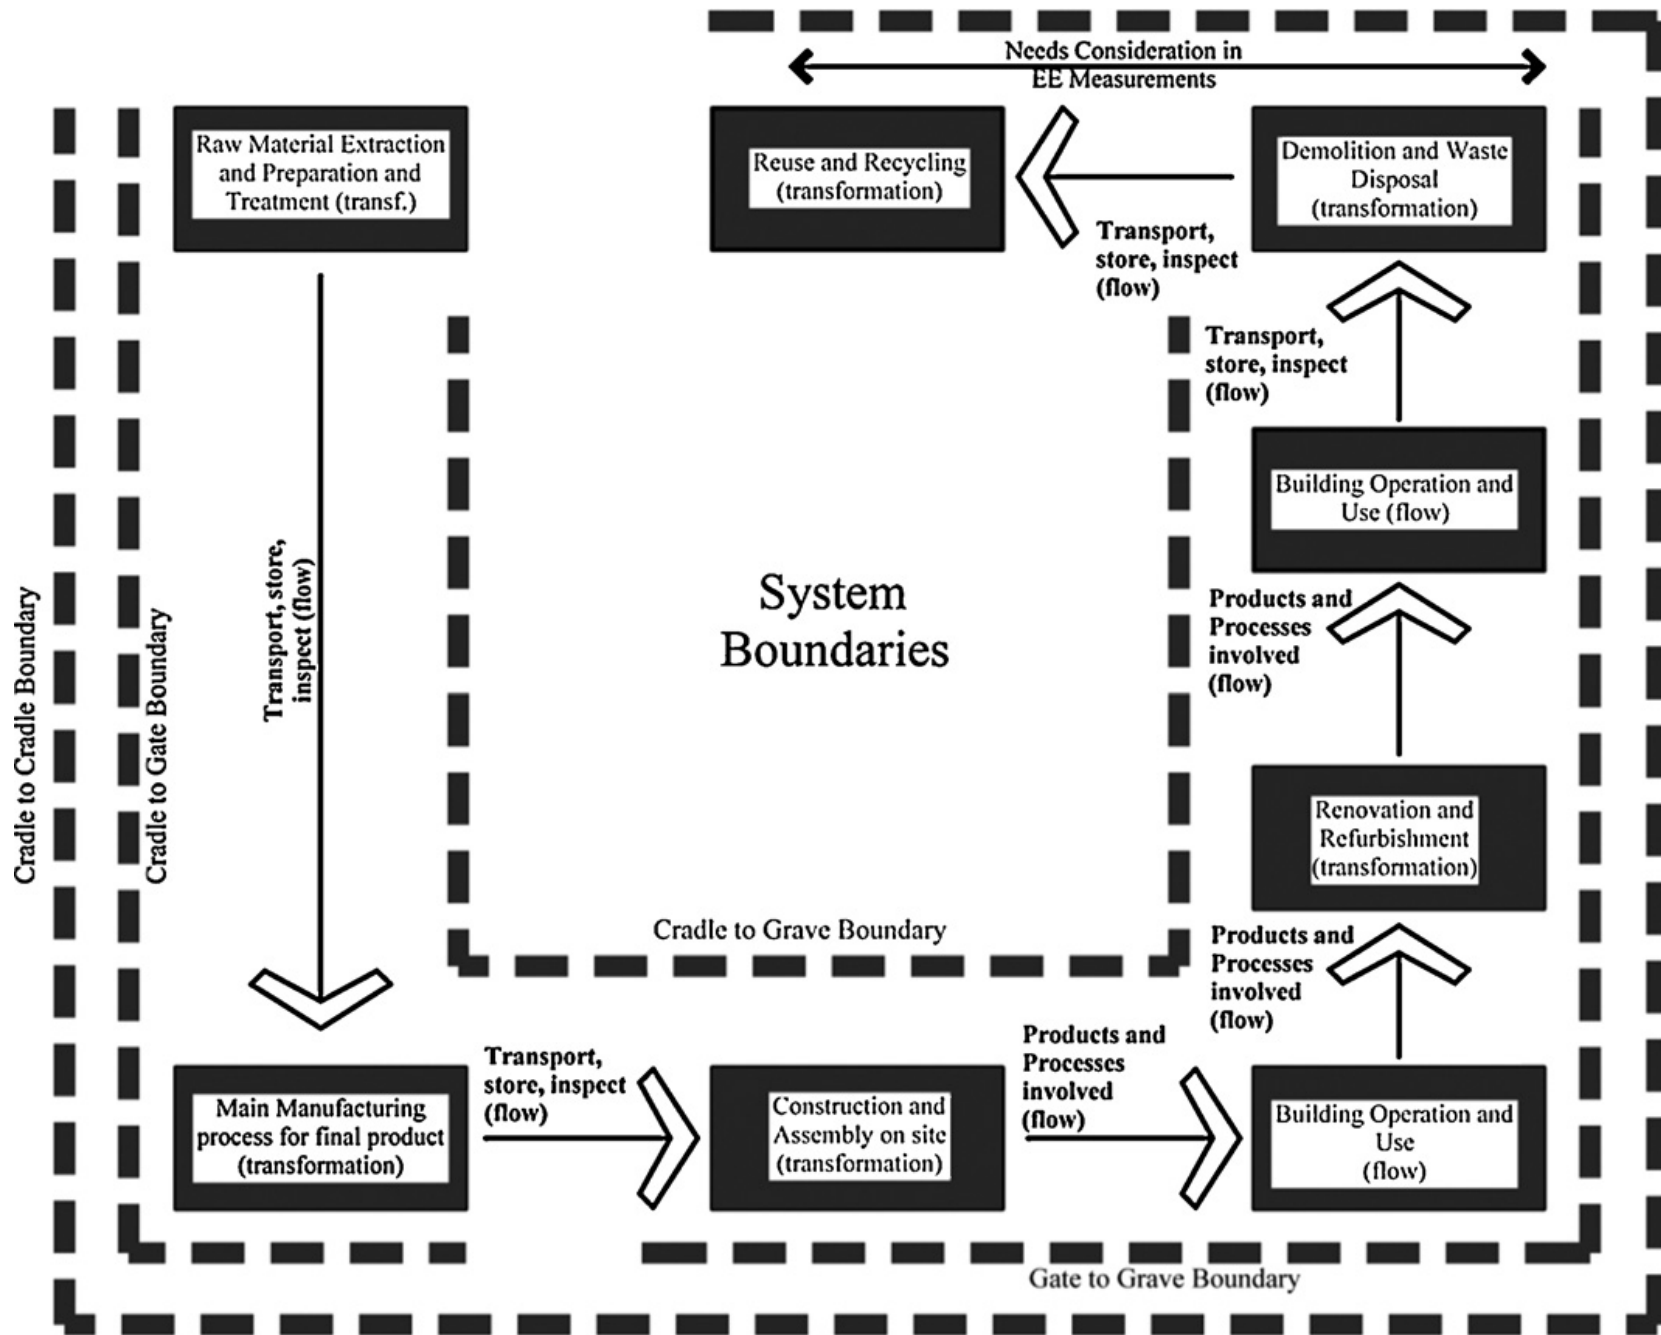 Needs Consideration in
EE Measurements
Raw Material Extraction
and Preparation and
Treatment (transf.)
Reuse and Recycling
(transformation)
Demolition and Waste
Disposal
(transformation)
Transport,
store, inspect
(flow)
Transport,
store, inspect
(flow)
Building Operation and
Use (flow)
Transport, store,
inspect (flow)
System
Boundaries
Products and
Processes
involved
(flow)
Cradle to Cradle Boundary
Cradle to Gate Boundary
Renovation and
Refurbishment
(transformation)
Cradle to Grave Boundary
Products and
Processes
involved
(flow)
Main Manufacturing
process for final product
(transformation)
Transport,
store, inspect
(flow)
Construction and
Assembly on site
(transformation)
Products and
Processes
involved
(flow)
Building Operation and
Use
(flow)
Gate to Grave Boundary